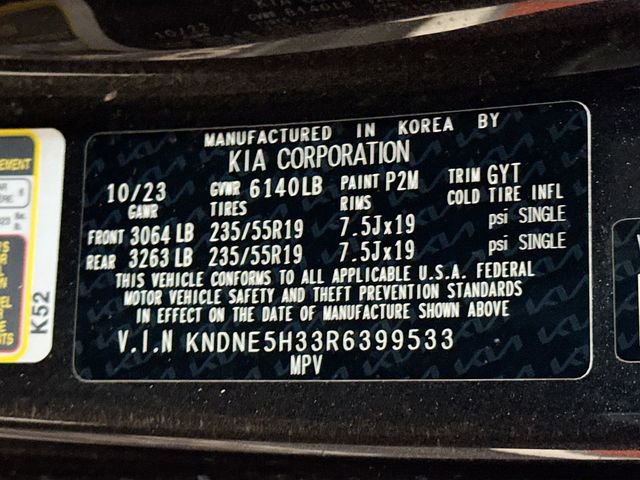 MANUFACTURED IN KOREA BY
KIA CORPORATION
10/23 GVWR 6140LB PAINT P2M TRIM GYT
GAWR TIRES RIMS COLD TIRE INFL
FRONT 3064 LB 235/55R19 7.5Jx19 psi SINGLE
REAR 3263 LB 235/55R19 7.5Jx19 psi SINGLE
THIS VEHICLE CONFORMS TO ALL APPLICABLE U.S.A. FEDERAL
MOTOR VEHICLE SAFETY AND THEFT PREVENTION STANDARDS
IN EFFECT ON THE DATE OF MANUFACTURE SHOWN ABOVE
V.I.N KNDNE5H33R6399533
MPV
K52